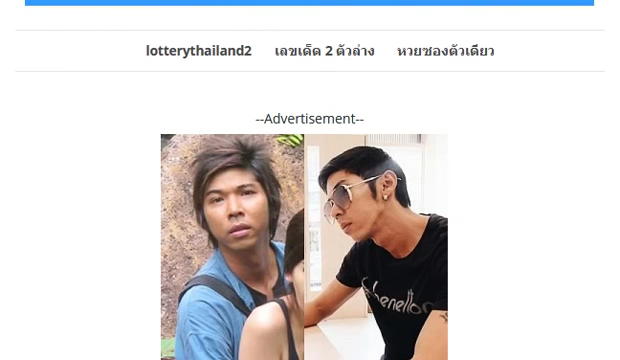 lotterythailand2 เลขเด็ด 2 ตัวล่าง หวยซองตัวเดียว
--Advertisement--
benetton